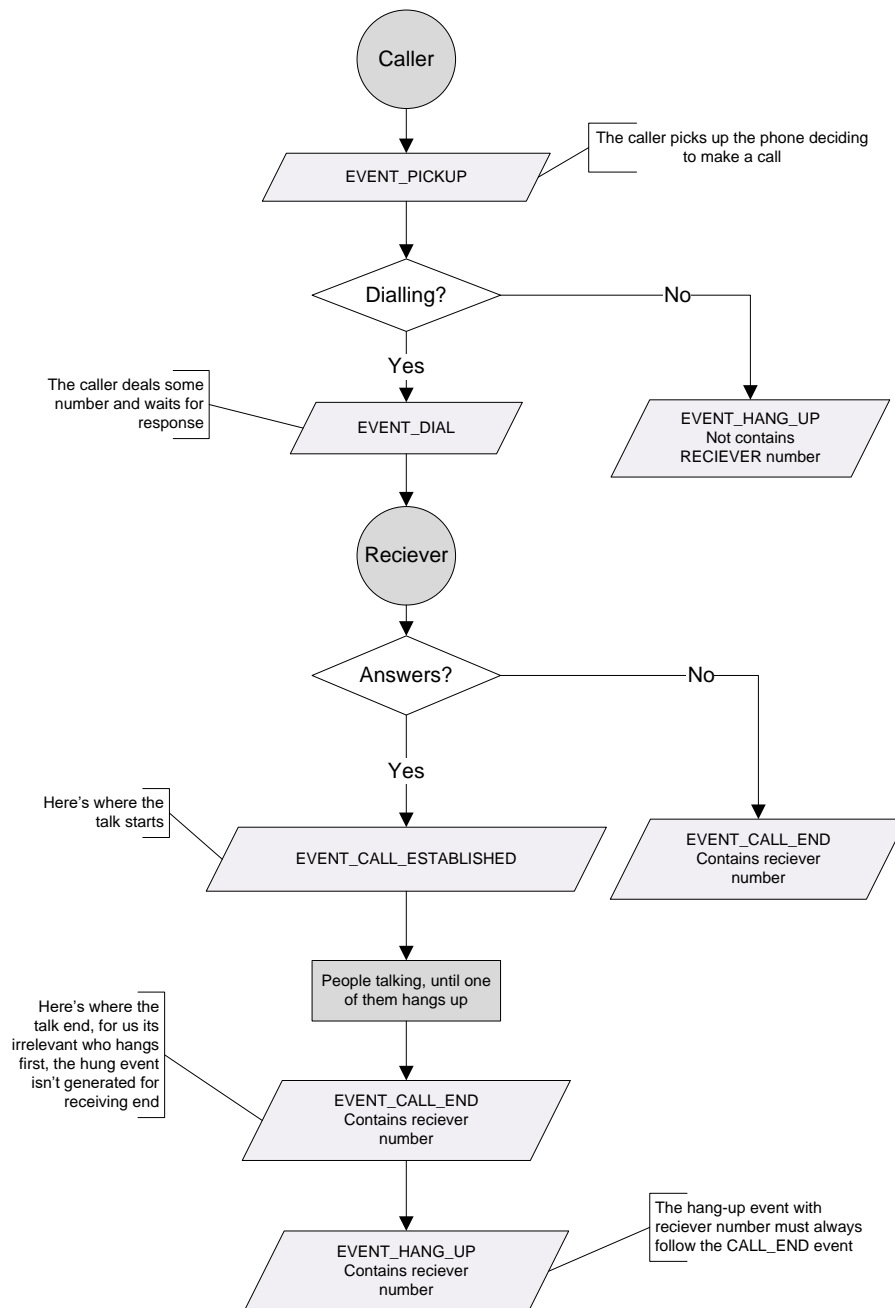 Caller
The caller picks up the phone deciding
to make a call
EVENT_PICKUP
Dialling?
No
Yes
The caller deals some
number and waits for
response
EVENT_DIAL
EVENT_HANG_UP
Not contains
RECIEVER number
Reciever
Answers?
No
Yes
Here's where the
talk starts
EVENT_CALL_ESTABLISHED
EVENT_CALL_END
Contains reciever
number
People talking, until one
of them hangs up
Here's where the
talk end, for us its
irrelevant who hangs
first, the hung event
isn't generated for
receiving end
EVENT_CALL_END
Contains reciever
number
The hang-up event with
reciever number must always
follow the CALL_END event
EVENT_HANG_UP
Contains reciever
number